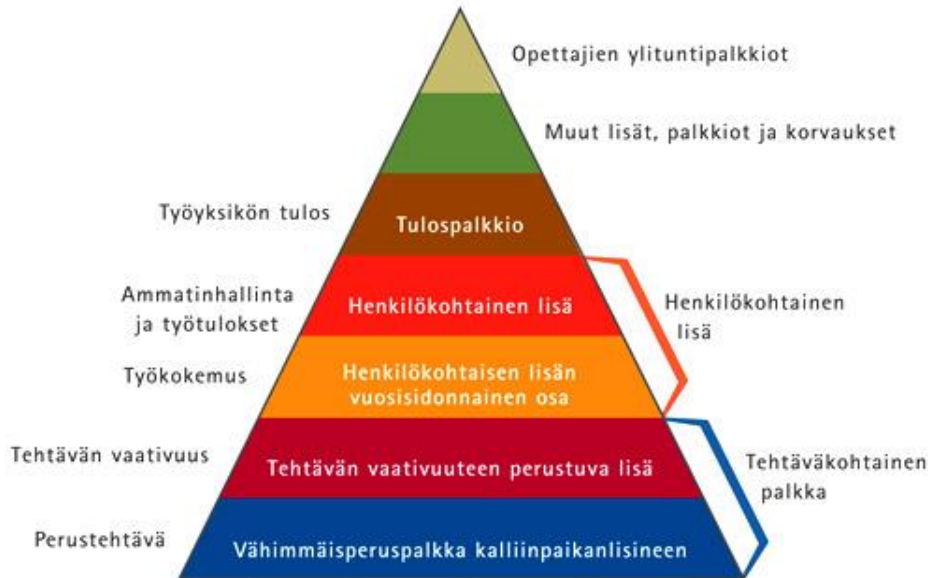 Opettajien ylituntipalkkiot
Muut lisät, palkkiot ja korvaukset
Työyksikön tulos
Tulospalkkio
Ammatinhallinta
ja työtulokset
Henkilökohtainen lisä
Henkilökohtainen
lisä
Työkokemus
Henkilökohtaisen lisän
vuosisidonnainen osa
Tehtävän vaativuus
Tehtävän vaativuuteen perustuva lisä
Tehtäväkohtainen
palkka
Perustehtävä
Vähimmäisperuspalkka kalliinpaikanlisineen